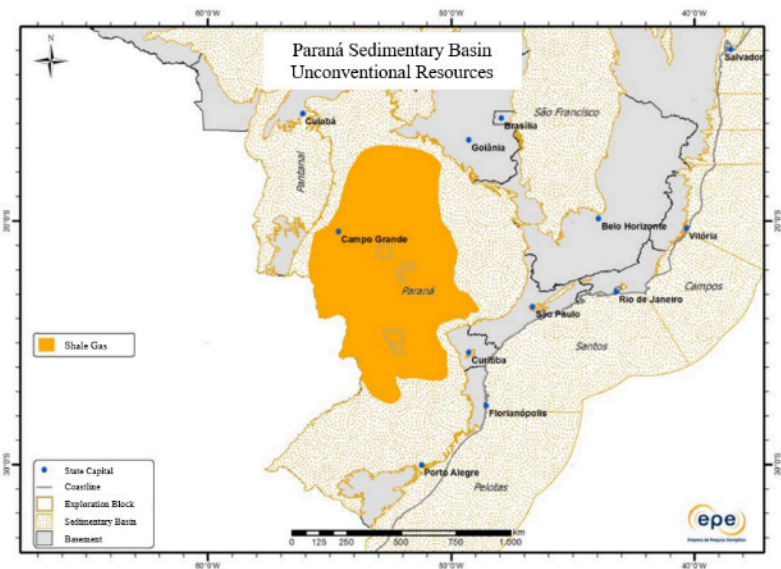 60°0'W
50°0'W
40°0'W
N
Paraná Sedimentary Basin
Unconventional Resources
Salvador
Cuiabá
Brasília
São Francisco
Goiânia
Pantanal
20°0'S
20°0'S
Campo Grande
Belo Horizonte
Vitória
Paraná
Campos
Rio de Janeiro
São Paulo
Shale Gas
Santos
Curitiba
Florianópolis
30°0'S
30°0'S
Porto Alegre
Pelotas
State Capital
Coastline
Exploration Block
Sedimentary Basin
Basement
km
0 125 250 500 750 1.000
epe
Empresa de Pesquisa Energética
60°0'W
50°0'W
40°0'W